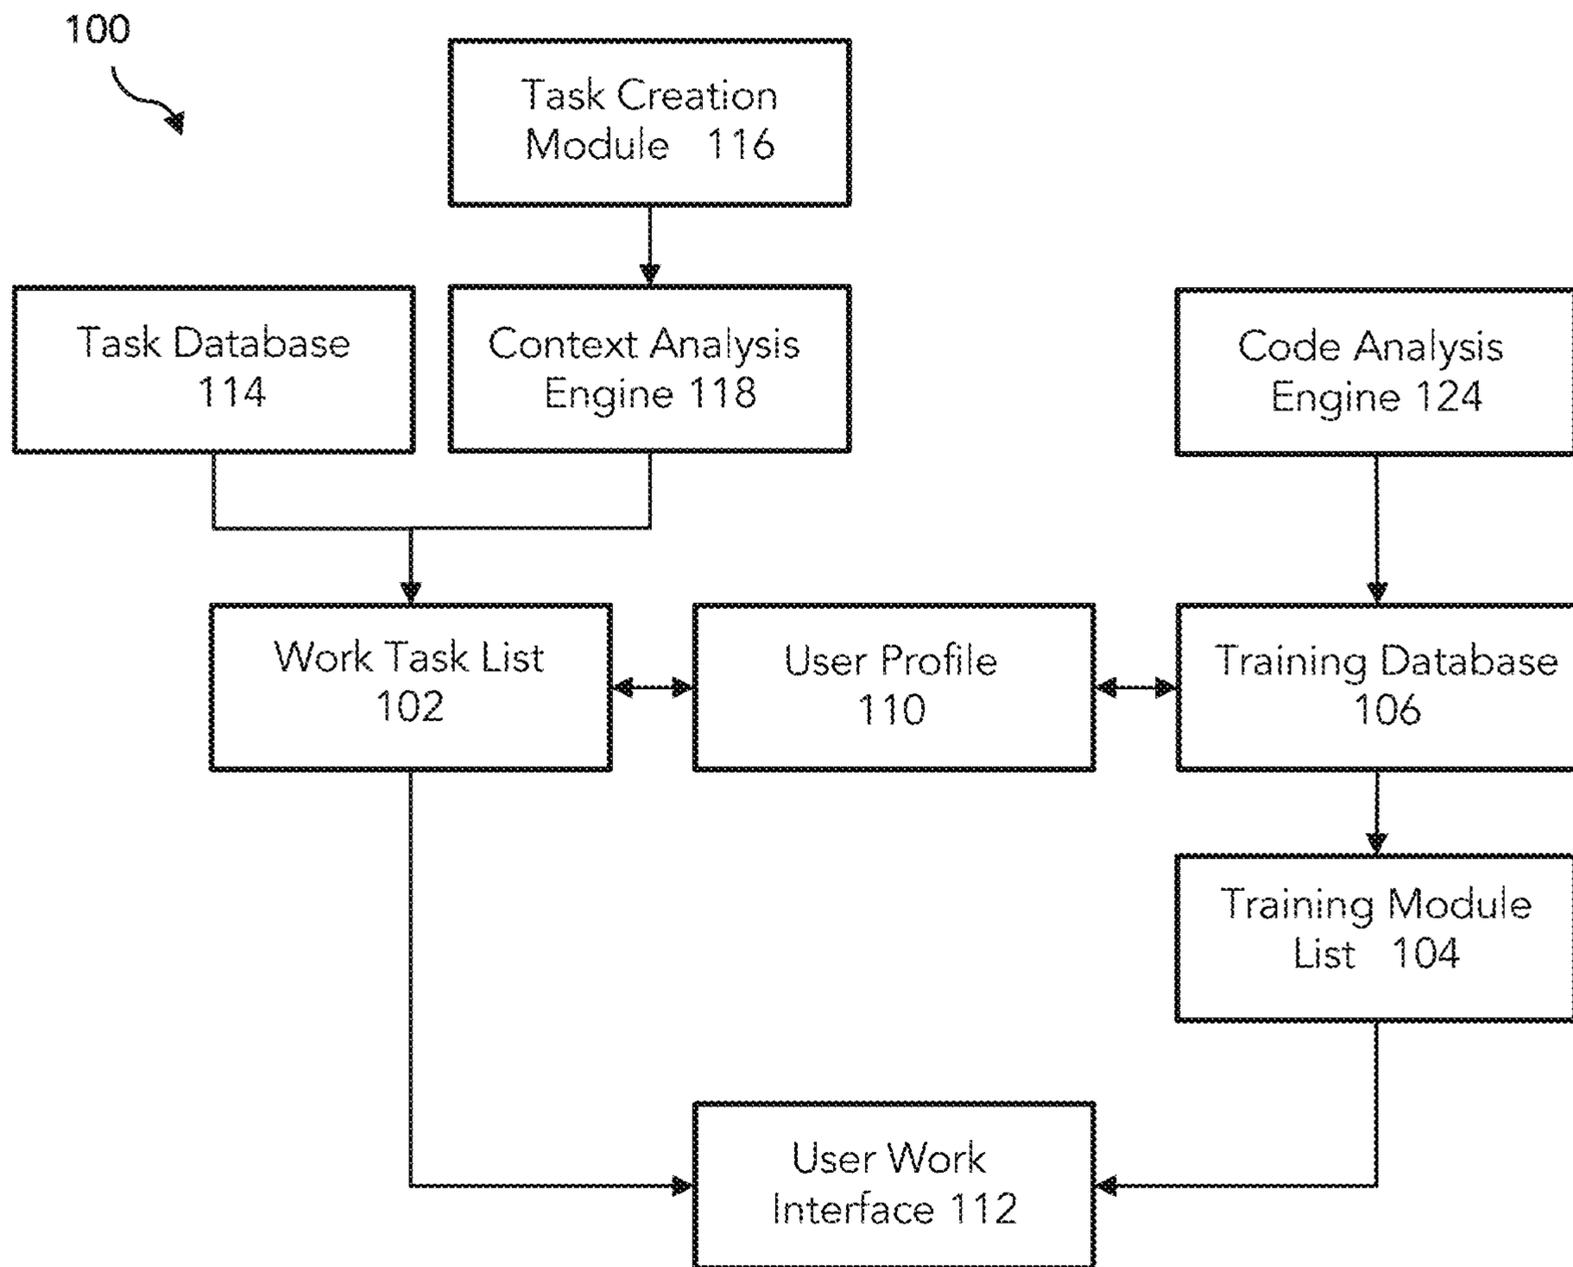 100
Task Creation
Module 116
Task Database
114
Context Analysis
Engine 118
Code Analysis
Engine 124
Work Task List
102
User Profile
110
Training Database
106
Training Module
List 104
User Work
Interface 112